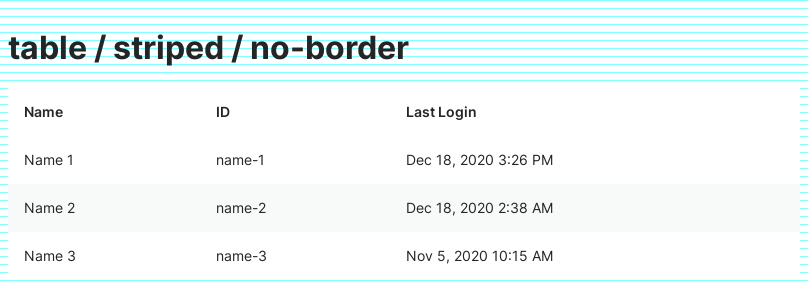 table / striped / no-border
Name ID Last Login
Name 1 name-1 Dec 18, 2020 3:26 PM
Name 2 name-2 Dec 18, 2020 2:38 AM
Name 3 name-3 Nov 5, 2020 10:15 AM